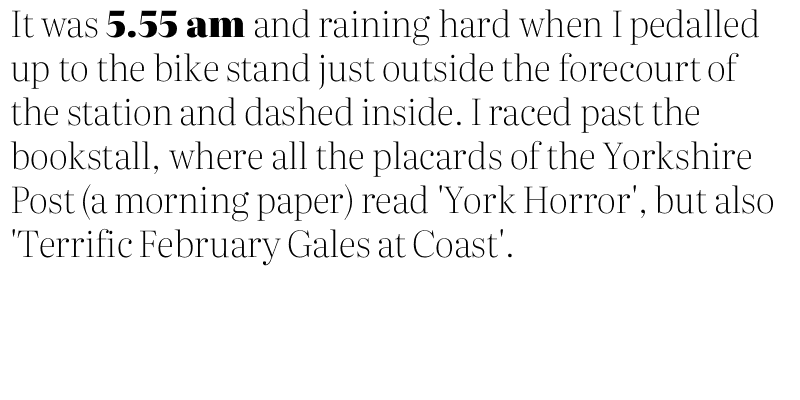 It was 5.55 am and raining hard when I pedalled
up to the bike stand just outside the forecourt of
the station and dashed inside. I raced past the
bookstall, where all the placards of the Yorkshire
Post (a morning paper) read 'York Horror', but also
'Terrific February Gales at Coast'.